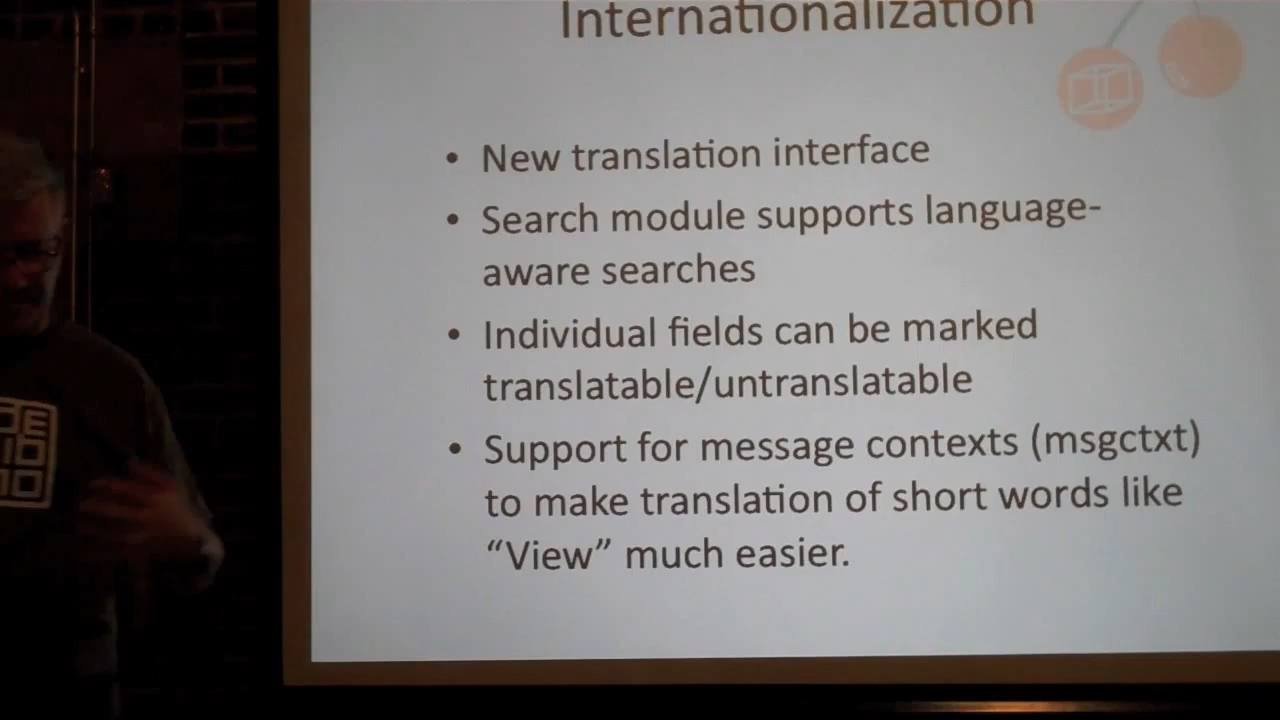 Internationalization
• New translation interface
• Search module supports language-
aware searches
• Individual fields can be marked
translatable/untranslatable
• Support for message contexts (msgctxt)
to make translation of short words like
“View” much easier.